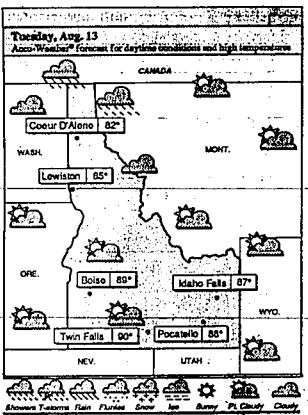 Tuesday, Aug. 13
Accu-Weather® forecast for daytime conditions and high temperatures
CANADA
Coeur D'Alene 82°
WASH.
MONT.
Lewiston 85°
ORE.
Boise 89°
Idaho Falls 87°
WYO.
Twin Falls 90°
Pocatello 88°
NEV.
UTAH
Showers T-storms Rain Flurries Snow Ice Sunny Pt. Cloudy Cloudy